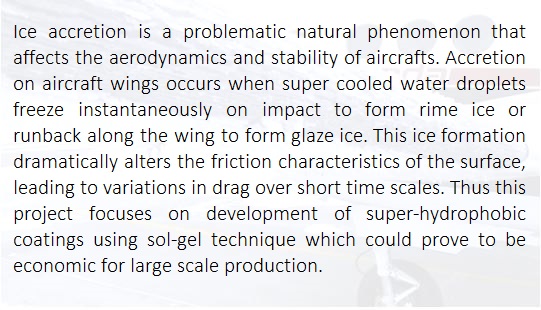 Ice accretion is a problematic natural phenomenon that
affects the aerodynamics and stability of aircrafts. Accretion
on aircraft wings occurs when super cooled water droplets
freeze instantaneously on impact to form rime ice or
runback along the wing to form glaze ice. This ice formation
dramatically alters the friction characteristics of the surface,
leading to variations in drag over short time scales. Thus this
project focuses on development of super-hydrophobic
coatings using sol-gel technique which could prove to be
economic for large scale production.